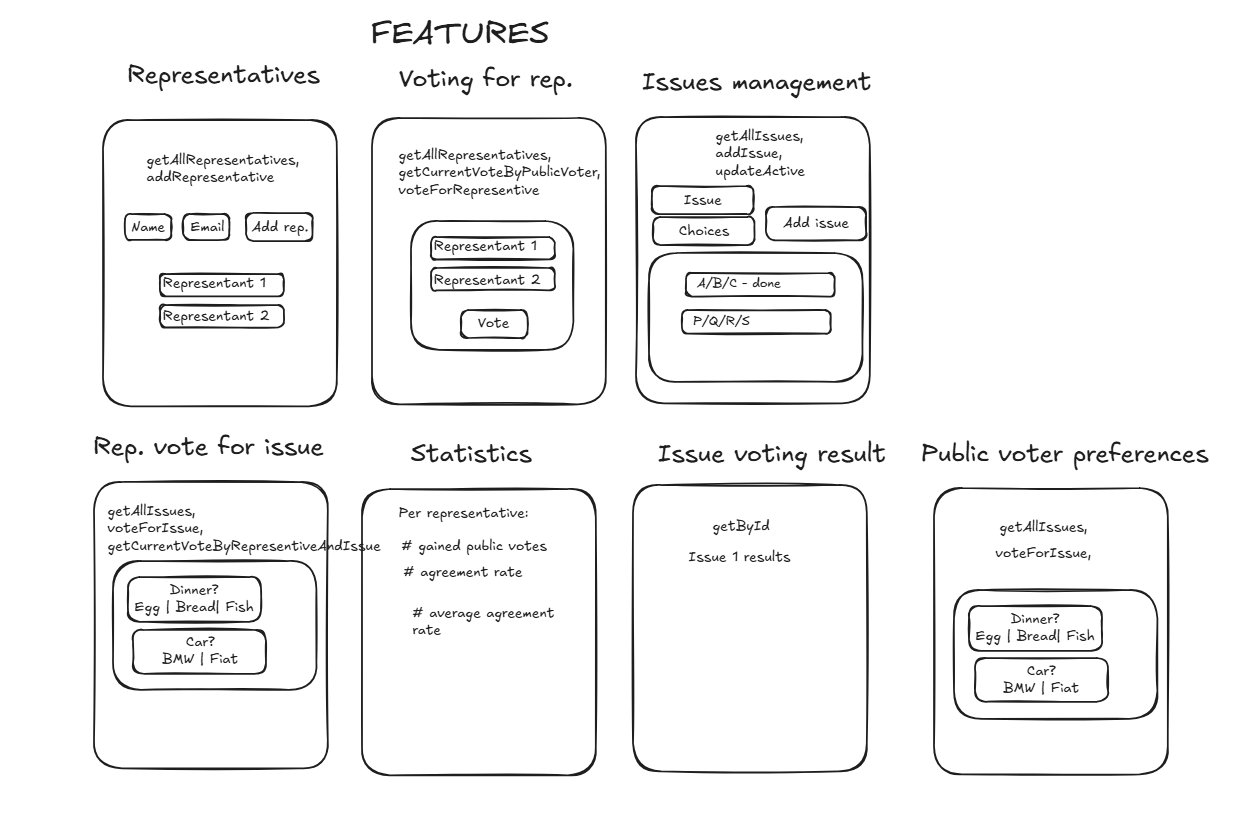 FEATURES
Representatives
getAllRepresentatives,
addRepresentative
Name
Email
Add rep.
Representant 1
Representant 2
Voting for rep.
getAllRepresentatives,
getCurrentVoteByPublicVoter,
voteForRepresentive
Representant 1
Representant 2
Vote
Issues management
getAllIssues,
addIssue,
updateActive
Issue
Choices
Add issue
A/B/C - done
P/Q/R/S
Rep. vote for issue
getAllIssues,
voteForIssue,
getCurrentVoteByRepresentiveAndIssue
Dinner?
Egg | Bread| Fish
Car?
BMW | Fiat
Statistics
Per representative:
# gained public votes
# agreement rate
# average agreement
rate
Issue voting result
getById
Issue 1 results
Public voter preferences
getAllIssues,
voteForIssue,
Dinner?
Egg | Bread| Fish
Car?
BMW | Fiat